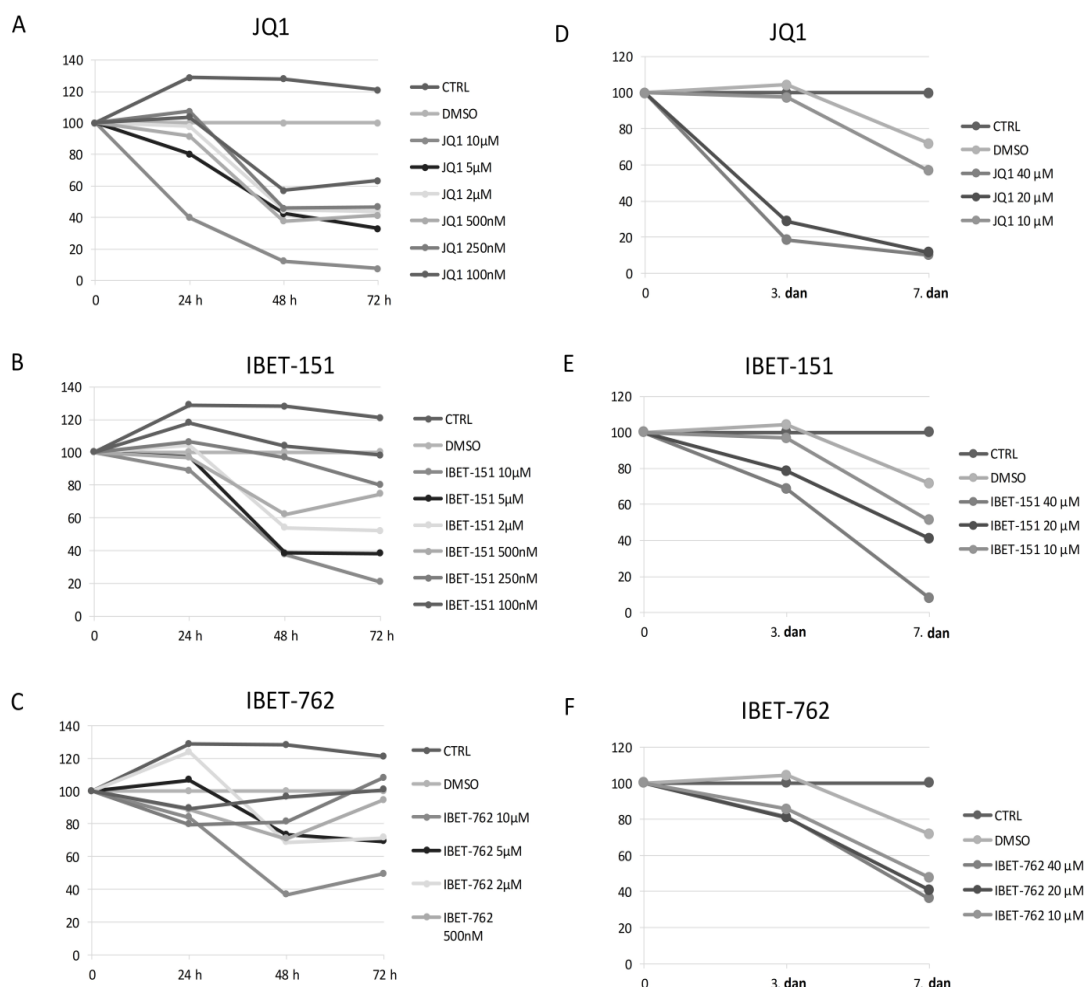 A
JQ1
140
120
100
80
60
40
20
0
0
24 h
48 h
72 h
CTRL
DMSO
JQ1 10µM
JQ1 5µM
JQ1 2µM
JQ1 500nM
JQ1 250nM
JQ1 100nM
D
JQ1
120
100
80
60
40
20
0
0
3. dan
7. dan
CTRL
DMSO
JQ1 40 µM
JQ1 20 µM
JQ1 10 µM
B
IBET-151
140
120
100
80
60
40
20
0
0
24 h
48 h
72 h
CTRL
DMSO
IBET-151 10µM
IBET-151 5µM
IBET-151 2µM
IBET-151 500nM
IBET-151 250nM
IBET-151 100nM
E
IBET-151
120
100
80
60
40
20
0
0
3. dan
7. dan
CTRL
DMSO
IBET-151 40 µM
IBET-151 20 µM
IBET-151 10 µM
C
IBET-762
140
120
100
80
60
40
20
0
0
24 h
48 h
72 h
CTRL
DMSO
IBET-762 10µM
IBET-762 5µM
IBET-762 2µM
IBET-762
500nM
F
IBET-762
120
100
80
60
40
20
0
0
3. dan
7. dan
CTRL
DMSO
IBET-762 40 µM
IBET-762 20 µM
IBET-762 10 µM